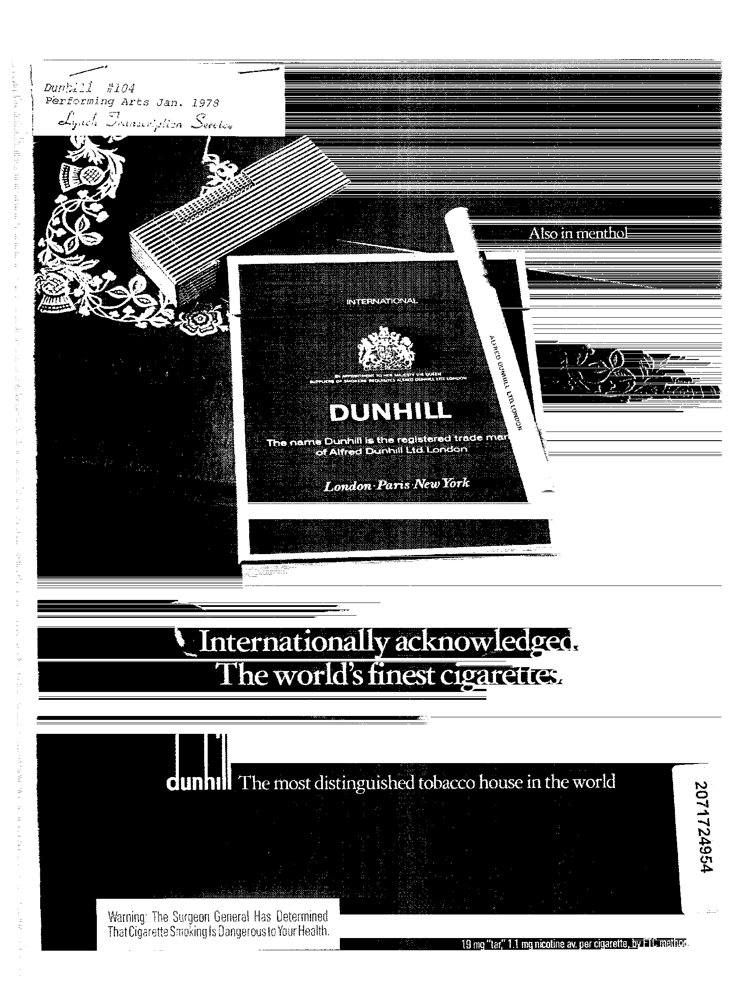 Dunhill #104
Performing Arts Jan. 1978
Lynch Transcription Service
Also in menthol
INTERNATIONAL
BY APPOINTMENT TO HER MAJESTY THE QUEEN
SUPPLIERS OF SMOKERS REQUISITES ALFRED DUNHILL LTD LONDON
DUNHILL
The name Dunhill is the registered trade mar
of Alfred Dunhill Ltd. London
London·Paris·New York
ALFRED DUNHILL LTD. LONDON
Internationally acknowledged.
The world's finest cigarettes.
dunhill The most distinguished tobacco house in the world
2071724954
Warning: The Surgeon General Has Determined
That Cigarette Smoking Is Dangerous to Your Health.
19 mg "tar," 1.1 mg nicotine av. per cigarette, by FTC method.